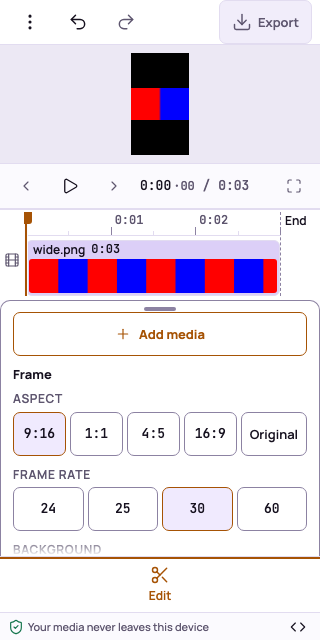 Export
0:00·00 / 0:03
0:01 0:02 End
wide.png 0:03
+ Add media
Frame
ASPECT
9:16 1:1 4:5 16:9 Original
FRAME RATE
24 25 30 60
BACKGROUND
Edit
Your media never leaves this device